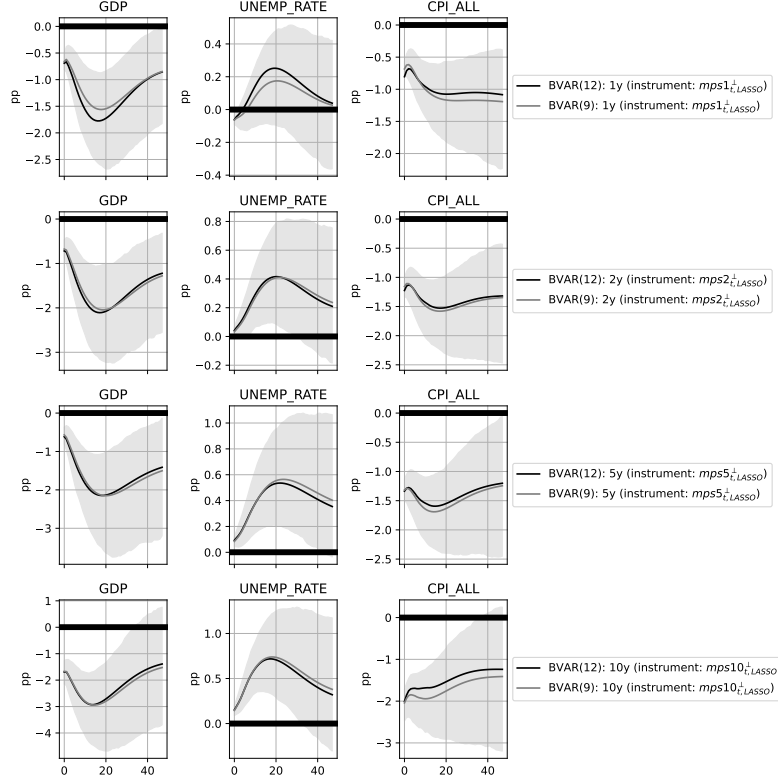 GDP UNEMP_RATE CPI_ALL
0.0
−0.5
−1.0
−1.5
−2.0
−2.5
pp
0.4
0.2
0.0
−0.2
−0.4
pp
0.0
−0.5
−1.0
−1.5
−2.0
pp
BVAR(12): 1y (instrument: mps1⊥t,LASSO)
BVAR(9): 1y (instrument: mps1⊥t,LASSO)
GDP UNEMP_RATE CPI_ALL
0
−1
−2
−3
pp
0.8
0.6
0.4
0.2
0.0
−0.2
pp
0.0
−0.5
−1.0
−1.5
−2.0
−2.5
pp
BVAR(12): 2y (instrument: mps2⊥t,LASSO)
BVAR(9): 2y (instrument: mps2⊥t,LASSO)
GDP UNEMP_RATE CPI_ALL
0
−1
−2
−3
pp
1.0
0.8
0.6
0.4
0.2
0.0
pp
0.0
−0.5
−1.0
−1.5
−2.0
−2.5
pp
BVAR(12): 5y (instrument: mps5⊥t,LASSO)
BVAR(9): 5y (instrument: mps5⊥t,LASSO)
GDP UNEMP_RATE CPI_ALL
1
0
−1
−2
−3
−4
pp
0 20 40
1.0
0.5
0.0
pp
0 20 40
0
−1
−2
−3
pp
0 20 40
BVAR(12): 10y (instrument: mps10⊥t,LASSO
BVAR(9): 10y (instrument: mps10⊥t,LASSO)